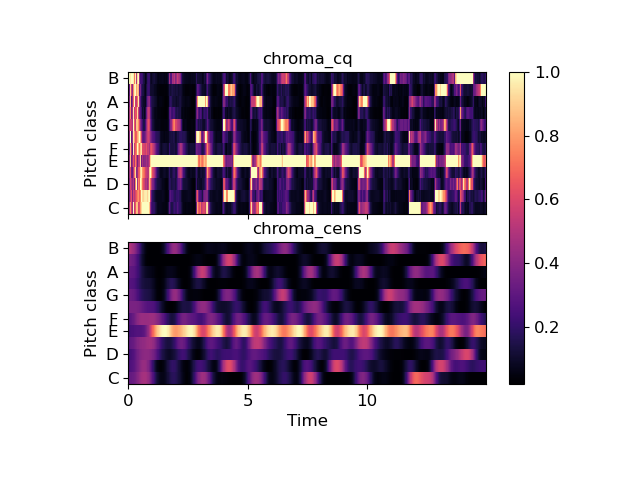 chroma_cq
B
A
G
F
E
D
C
Pitch class
1.0
0.8
0.6
0.4
0.2
chroma_cens
B
A
G
F
E
D
C
Pitch class
0 5 10
Time